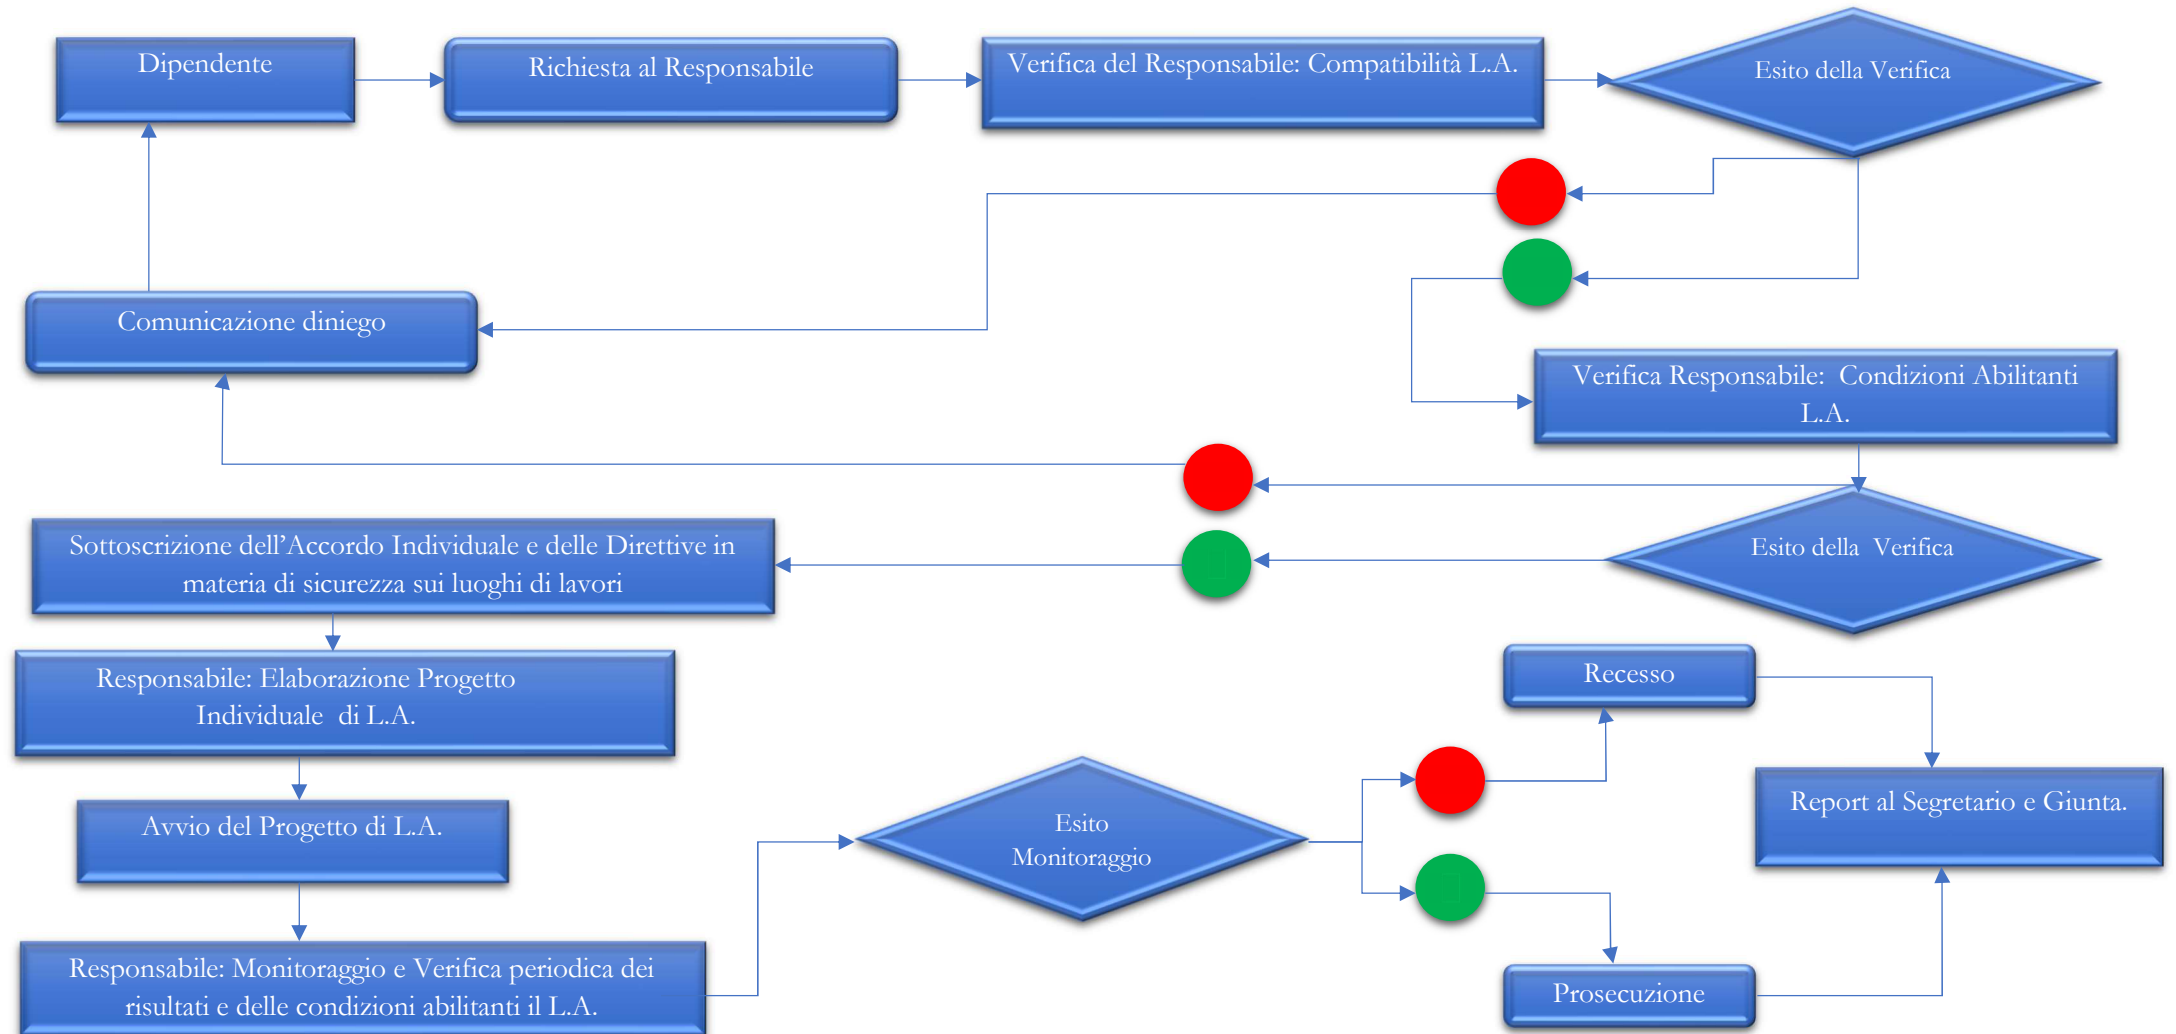 Dipendente
Richiesta al Responsabile
Verifica del Responsabile: Compatibilità L.A.
Esito della Verifica
Comunicazione diniego
Verifica Responsabile:  Condizioni Abilitanti
L.A.
Esito della  Verifica
Sottoscrizione dell’Accordo Individuale e delle Direttive in
materia di sicurezza sui luoghi di lavori
Responsabile: Elaborazione Progetto
Individuale  di L.A.
Recesso
Avvio del Progetto di L.A.
Esito
Monitoraggio
Report al Segretario e Giunta.
Responsabile: Monitoraggio e Verifica periodica dei
risultati e delle condizioni abilitanti il L.A.
Prosecuzione